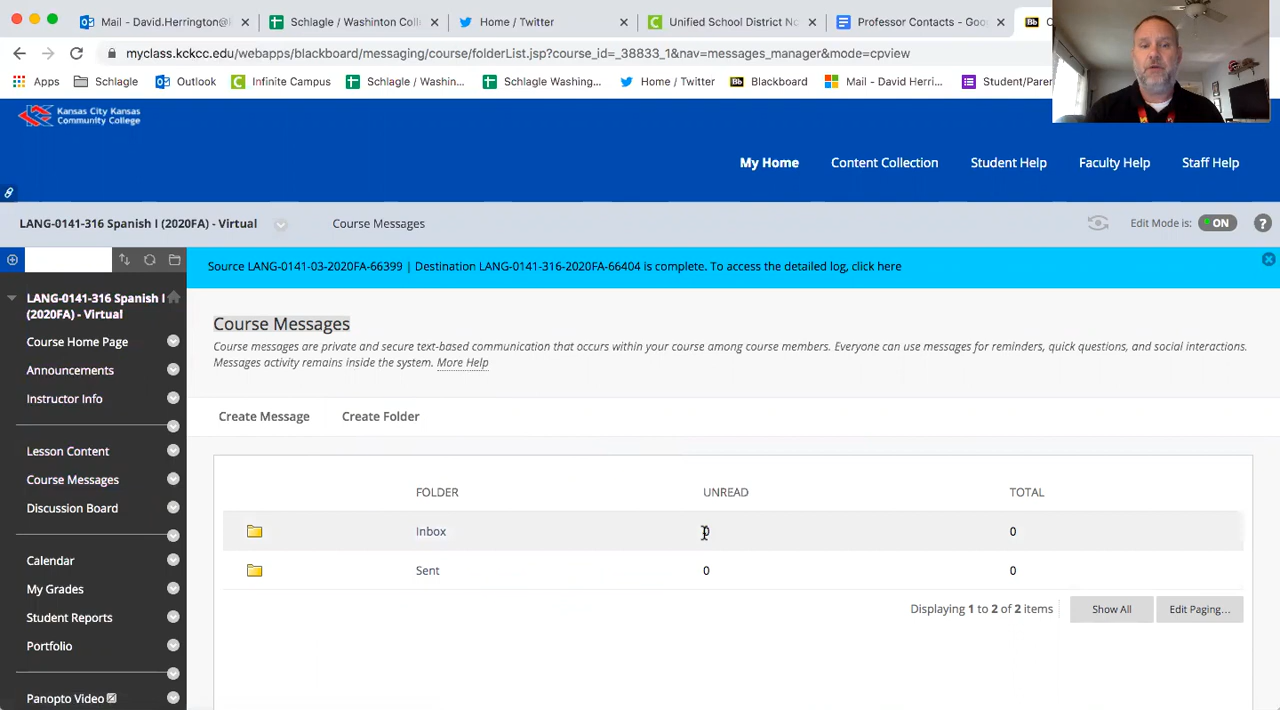 Mail - David.Herrington@
Schlagle / Washinton Coll
Home / Twitter
Unified School District No
Professor Contacts - Goo
Bb
myclass.kckcc.edu/webapps/blackboard/messaging/course/folderList.jsp?course_id=_38833_1&nav=messages_manager&mode=cpview
Apps
Schlagle
Outlook
Infinite Campus
Schlagle / Washin...
Schlagle Washing...
Home / Twitter
Bb
Blackboard
Mail - David Herri...
Student/Paren
Kansas City Kansas
Community College
My Home
Content Collection
Student Help
Faculty Help
Staff Help
LANG-0141-316 Spanish I (2020FA) - Virtual
Course Messages
Edit Mode is:
ON
?
Source LANG-0141-03-2020FA-66399 | Destination LANG-0141-316-2020FA-66404 is complete. To access the detailed log, click here
LANG-0141-316 Spanish I
(2020FA) - Virtual
Course Home Page
Announcements
Instructor Info
Lesson Content
Course Messages
Discussion Board
Calendar
My Grades
Student Reports
Portfolio
Panopto Video
Course Messages
Course messages are private and secure text-based communication that occurs within your course among course members. Everyone can use messages for reminders, quick questions, and social interactions.
Messages activity remains inside the system. More Help
Create Message
Create Folder
FOLDER
UNREAD
TOTAL
Inbox
0
0
Sent
0
0
Displaying 1 to 2 of 2 items
Show All
Edit Paging...